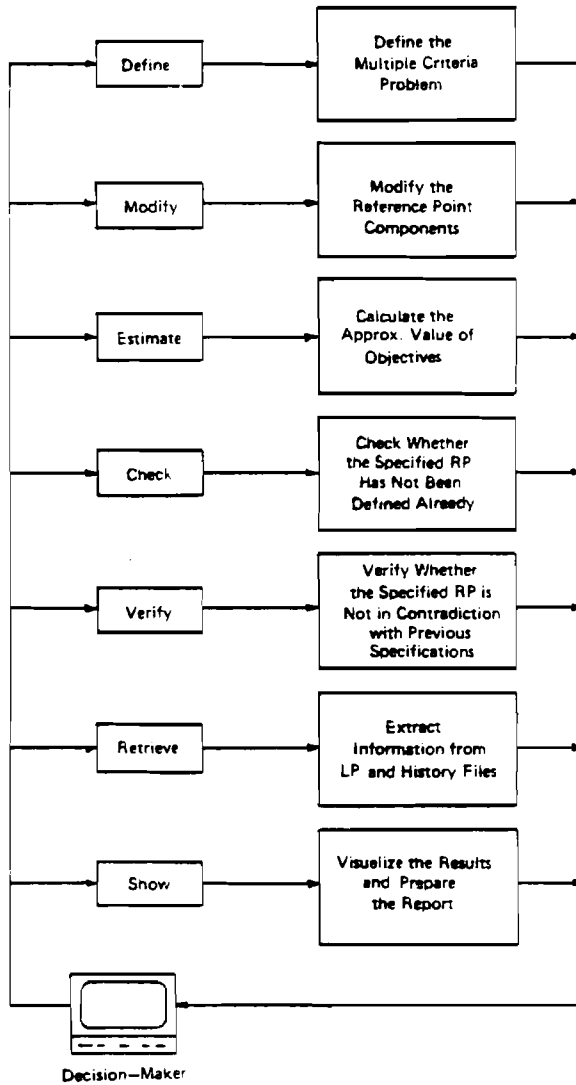 Define
Define the
Multiple Criteria
Problem
Modify
Modify the
Reference Point
Components
Estimate
Calculate the
Approx. Value of
Objectives
Check
Check Whether
the Specified RP
Has Not Been
Defined Already
Verify
Verify Whether
the Specified RP is
Not in Contradiction
with Previous
Specifications
Retrieve
Extract
Information from
LP and History Files
Show
Visualize the Results
and Prepare
the Report
Decision–Maker